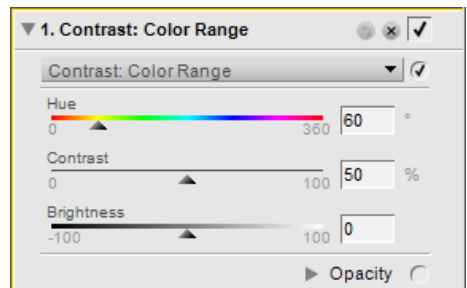 1. Contrast: Color Range
Contrast: Color Range
Hue
0 360 60 °
Contrast
0 100 50 %
Brightness
-100 100 0
Opacity